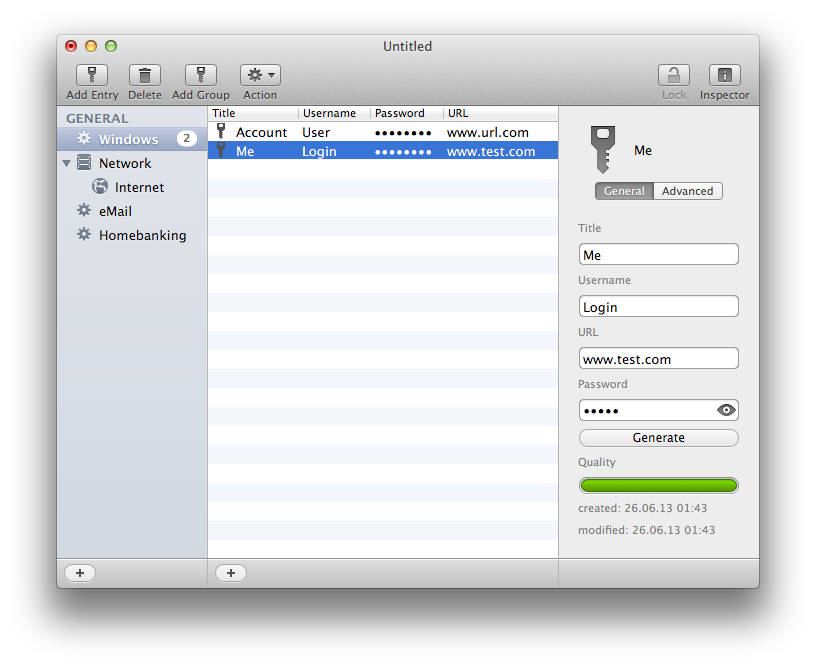 Untitled
Add Entry Delete Add Group Action Lock Inspector
GENERAL
Windows 2
Network
Internet
eMail
Homebanking
Title Username Password URL
Account User •••••••• www.url.com
Me Login •••••••• www.test.com
Me
General Advanced
Title
Me
Username
Login
URL
www.test.com
Password
•••••
Generate
Quality
created: 26.06.13 01:43
modified: 26.06.13 01:43
+ +